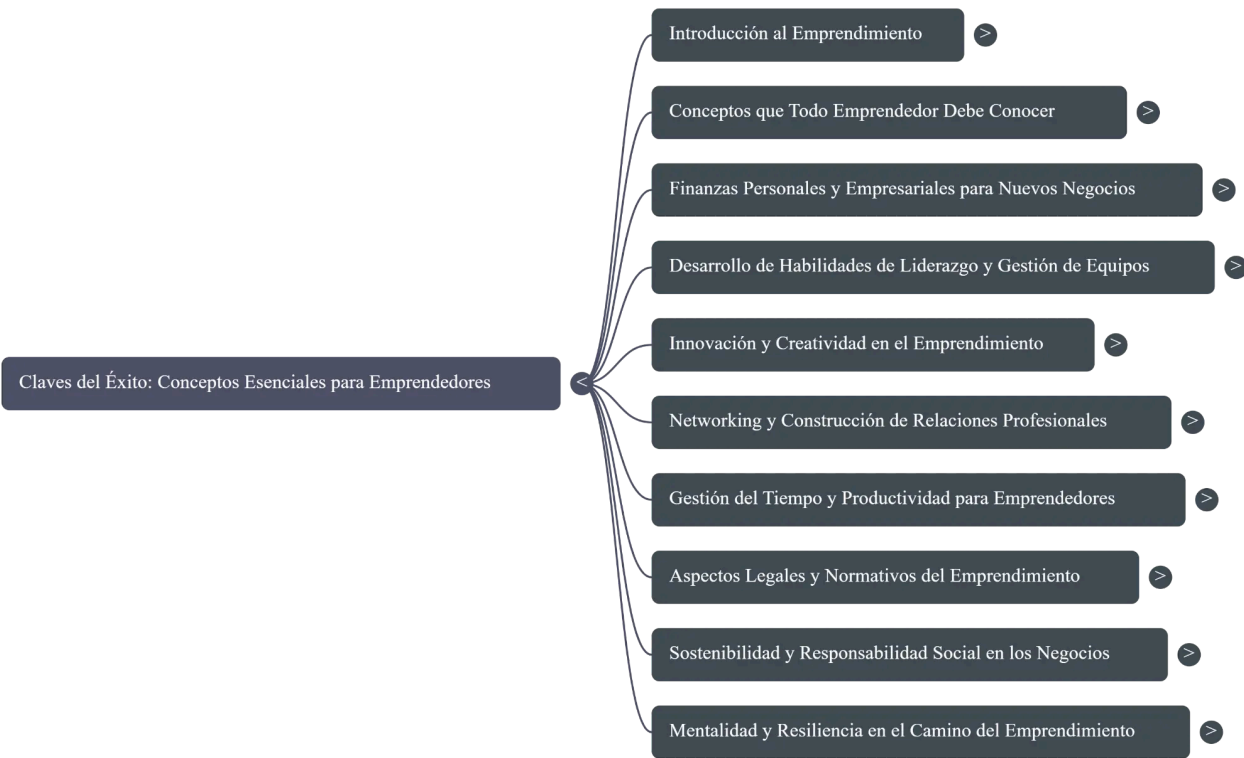 Introducción al Emprendimiento >
Conceptos que Todo Emprendedor Debe Conocer >
Finanzas Personales y Empresariales para Nuevos Negocios >
Desarrollo de Habilidades de Liderazgo y Gestión de Equipos >
Innovación y Creatividad en el Emprendimiento >
Claves del Éxito: Conceptos Esenciales para Emprendedores <
Networking y Construcción de Relaciones Profesionales >
Gestión del Tiempo y Productividad para Emprendedores >
Aspectos Legales y Normativos del Emprendimiento >
Sostenibilidad y Responsabilidad Social en los Negocios >
Mentalidad y Resiliencia en el Camino del Emprendimiento >